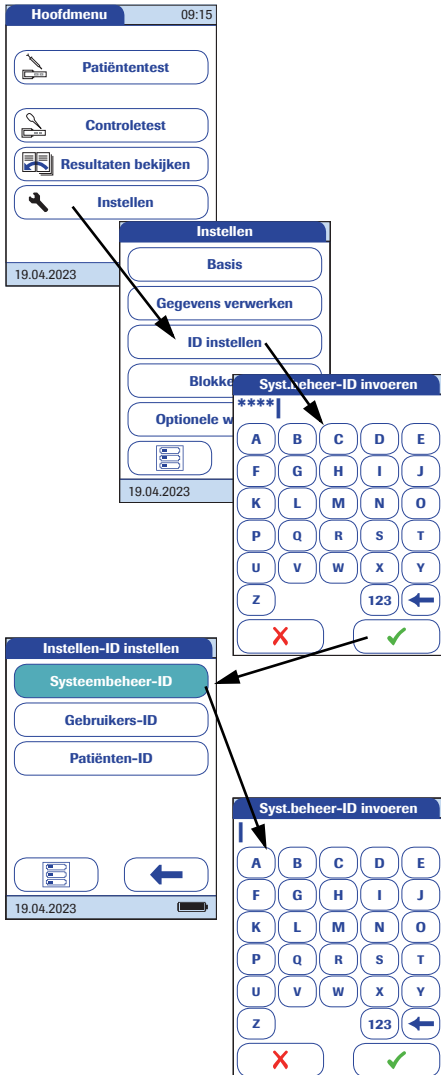 Hoofdmenu 09:15
Patiëntentest
Controletest
Resultaten bekijken
Instellen
19.04.2023
Instellen
Basis
Gegevens verwerken
ID instellen
Blokke
Optionele w
19.04.2023
Syst.beheer-ID invoeren
****
A B C D E
F G H I J
K L M N O
P Q R S T
U V W X Y
Z 123
Instellen-ID instellen
Systeembeheer-ID
Gebruikers-ID
Patiënten-ID
19.04.2023
Syst.beheer-ID invoeren
A B C D E
F G H I J
K L M N O
P Q R S T
U V W X Y
Z 123